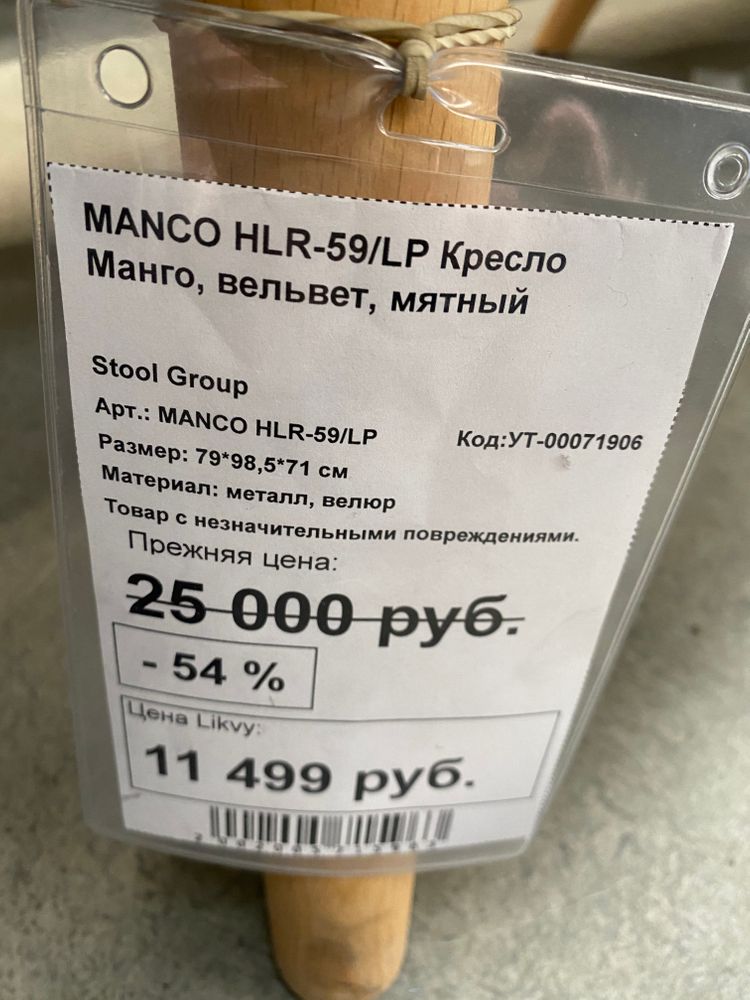 MANCO HLR-59/LP Кресло
Манго, вельвет, мятный
Stool Group
Арт.: MANCO HLR-59/LP
Код:УТ-00071906
Размер: 79*98,5*71 см
Материал: металл, велюр
Товар с незначительными повреждениями.
Прежняя цена:
25 000 руб.
- 54 %
Цена Likvy:
11 499 руб.